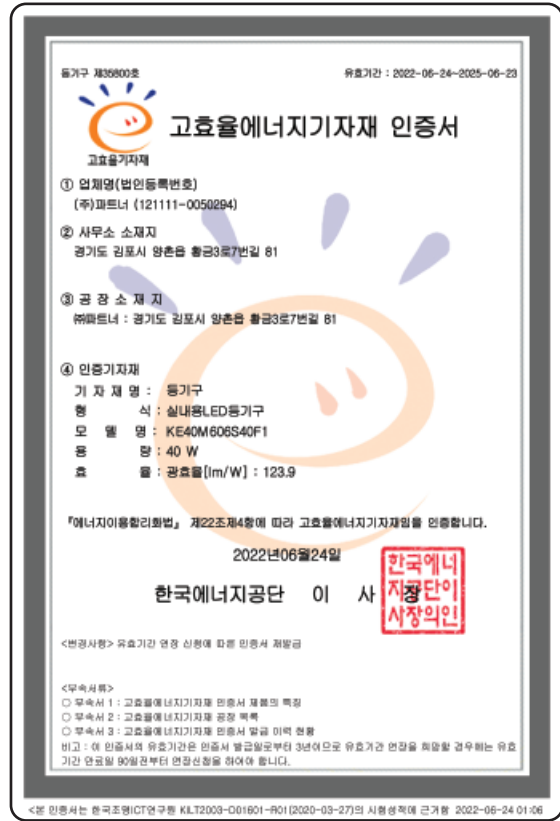 등기구 제35800호
유효기간 : 2022-06-24~2025-06-23
고효율에너지기자재 인증서
고효율기자재
① 업체명(법인등록번호)
(주)파트너 (121111-0050294)
② 사무소 소재지
경기도 김포시 양촌읍 황금3로7번길 81
③ 공 장 소 재 지
㈜파트너 : 경기도 김포시 양촌읍 황금3로7번길 81
④ 인증기자재
기 자 재 명 : 등기구
형 식 : 실내용LED등기구
모 델 명 : KE40M606S40F1
용 량 : 40 W
효 율 : 광효율[lm/W] : 123.9
『에너지이용합리화법』 제22조제4항에 따라 고효율에너지기자재임을 인증합니다.
2022년06월24일
한국에너지공단 이 사 장
한국에너
지공단이
사장의인
<변경사항> 유효기간 연장 신청에 따른 인증서 재발급
<부속서류>
○ 부속서 1 : 고효율에너지기자재 인증서 제품의 특징
○ 부속서 2 : 고효율에너지기자재 공장 목록
○ 부속서 3 : 고효율에너지기자재 인증서 발급 이력 현황
비고 : 이 인증서의 유효기간은 인증서 발급일로부터 3년이므로 유효기간 연장을 희망할 경우에는 유효
기간 만료일 90일전부터 연장신청을 하여야 합니다.
<본 인증서는 한국조명ICT연구원 KILT2003-D01601-R01(2020-03-27)의 시험성적에 근거함 2022-06-24 01:06